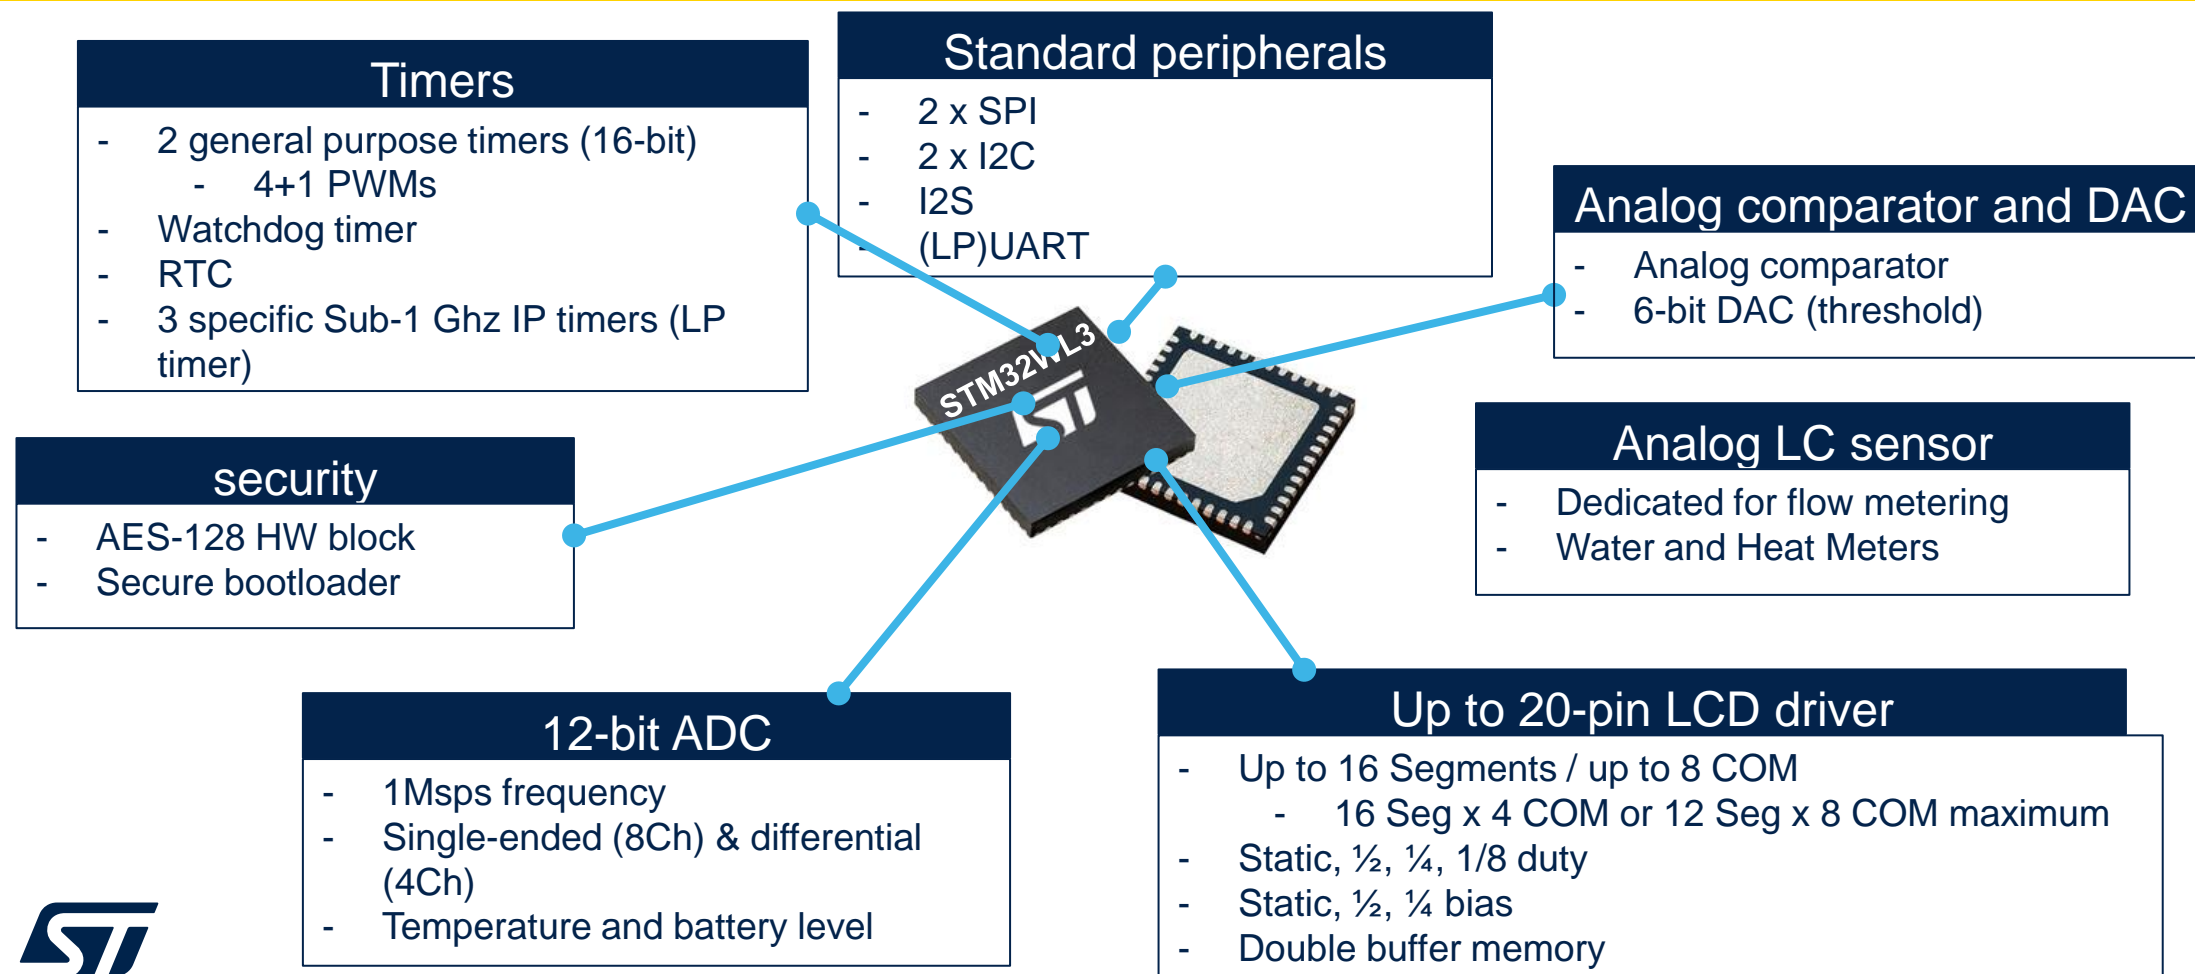 Timers
- 2 general purpose timers (16-bit)
- 4+1 PWMs
- Watchdog timer
- RTC
- 3 specific Sub-1 Ghz IP timers (LP
timer)
Standard peripherals
- 2 x SPI
- 2 x I2C
- I2S
- (LP)UART
Analog comparator and DAC
- Analog comparator
- 6-bit DAC (threshold)
STM32WL3
ST
security
- AES-128 HW block
- Secure bootloader
Analog LC sensor
- Dedicated for flow metering
- Water and Heat Meters
12-bit ADC
- 1Msps frequency
- Single-ended (8Ch) & differential
(4Ch)
- Temperature and battery level
Up to 20-pin LCD driver
- Up to 16 Segments / up to 8 COM
- 16 Seg x 4 COM or 12 Seg x 8 COM maximum
- Static, ½, ¼, 1/8 duty
- Static, ½, ¼ bias
- Double buffer memory
ST